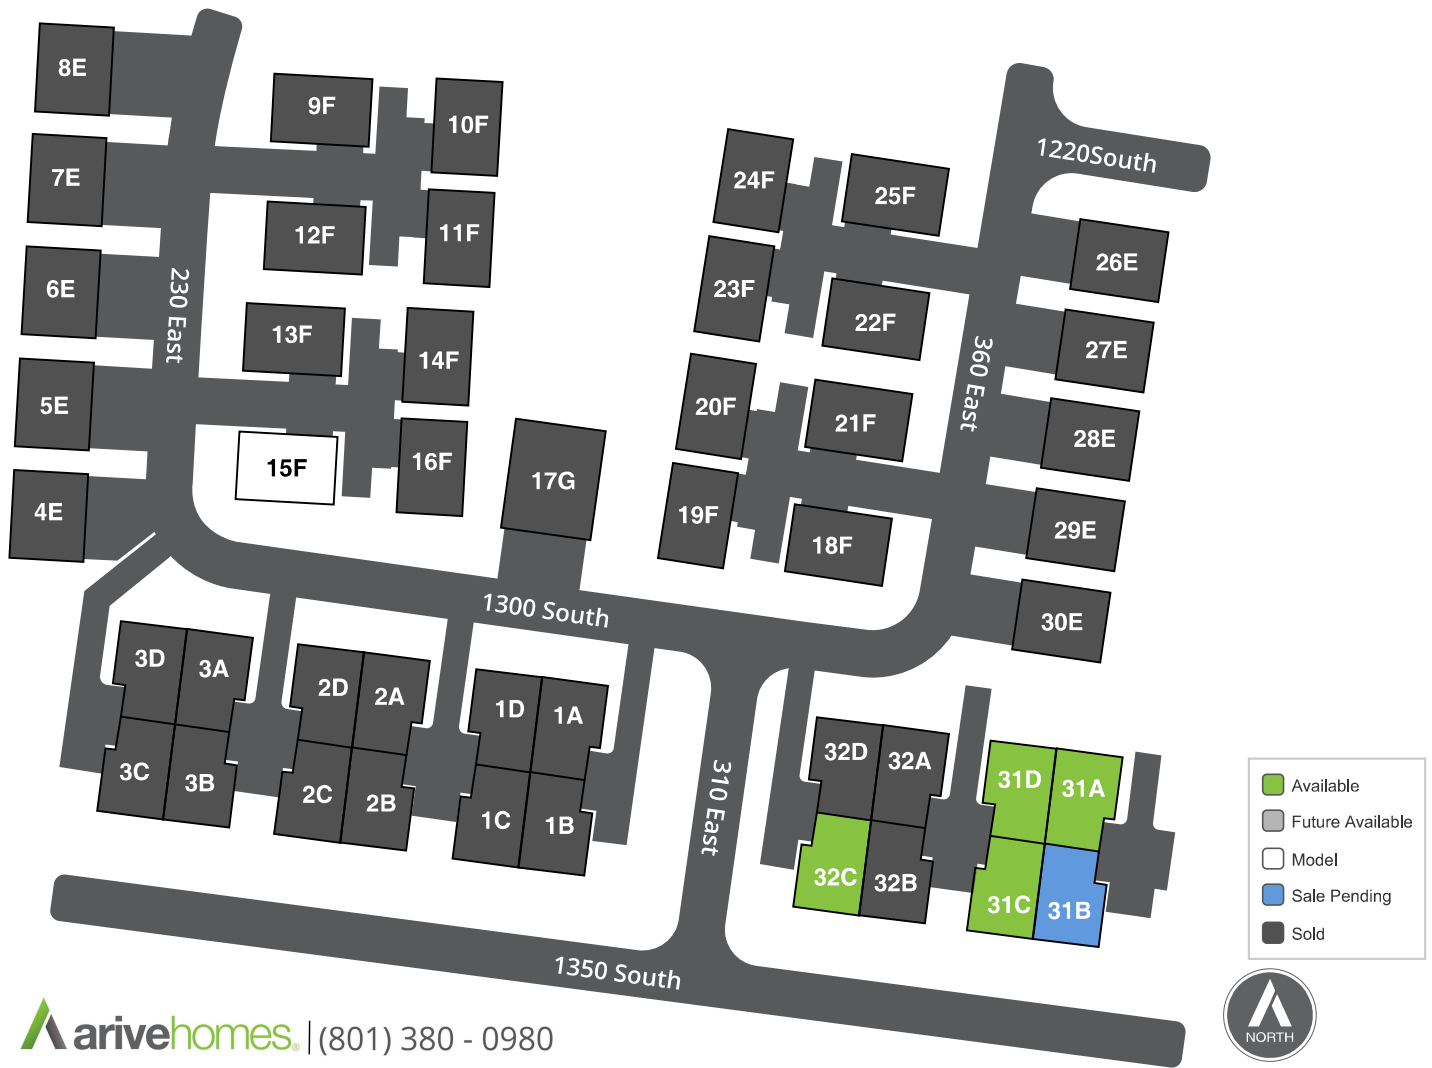 8E
7E
6E
5E
4E
9F
10F
12F
11F
13F
14F
15F
16F
17G
230 East
24F
25F
23F
22F
20F
21F
19F
18F
1220South
26E
27E
28E
29E
30E
360 East
1300 South
3D
3A
3C
3B
2D
2A
2C
2B
1D
1A
1C
1B
310 East
32D
32A
32C
32B
31D
31A
31C
31B
1350 South
Available
Future Available
Model
Sale Pending
Sold
NORTH
arivehomes® | (801) 380 - 0980